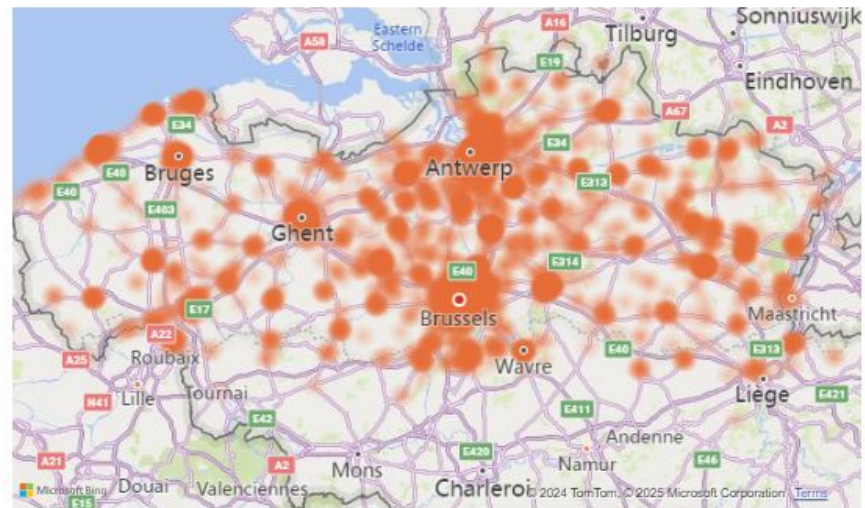 Sonniuswijk
A16
Eastern
Scheldt
Tilburg
A58
E19
Eindhoven
A67
E34
A2
Antwerp
E34
Bruges
E40
E40
E313
E403
Ghent
E40
E314
Brussels
E17
Maastricht
A22
Roubaix
Wavre
E40
E313
A25
Liège
Lille
Tournai
N41
E42
E411
E421
Andenne
A21
A2
Mons
E420
Namur
E46
Microsoft Bing
Douai
Valenciennes
Charleroi
© 2024 TomTom, © 2025 Microsoft Corporation Terms
E15